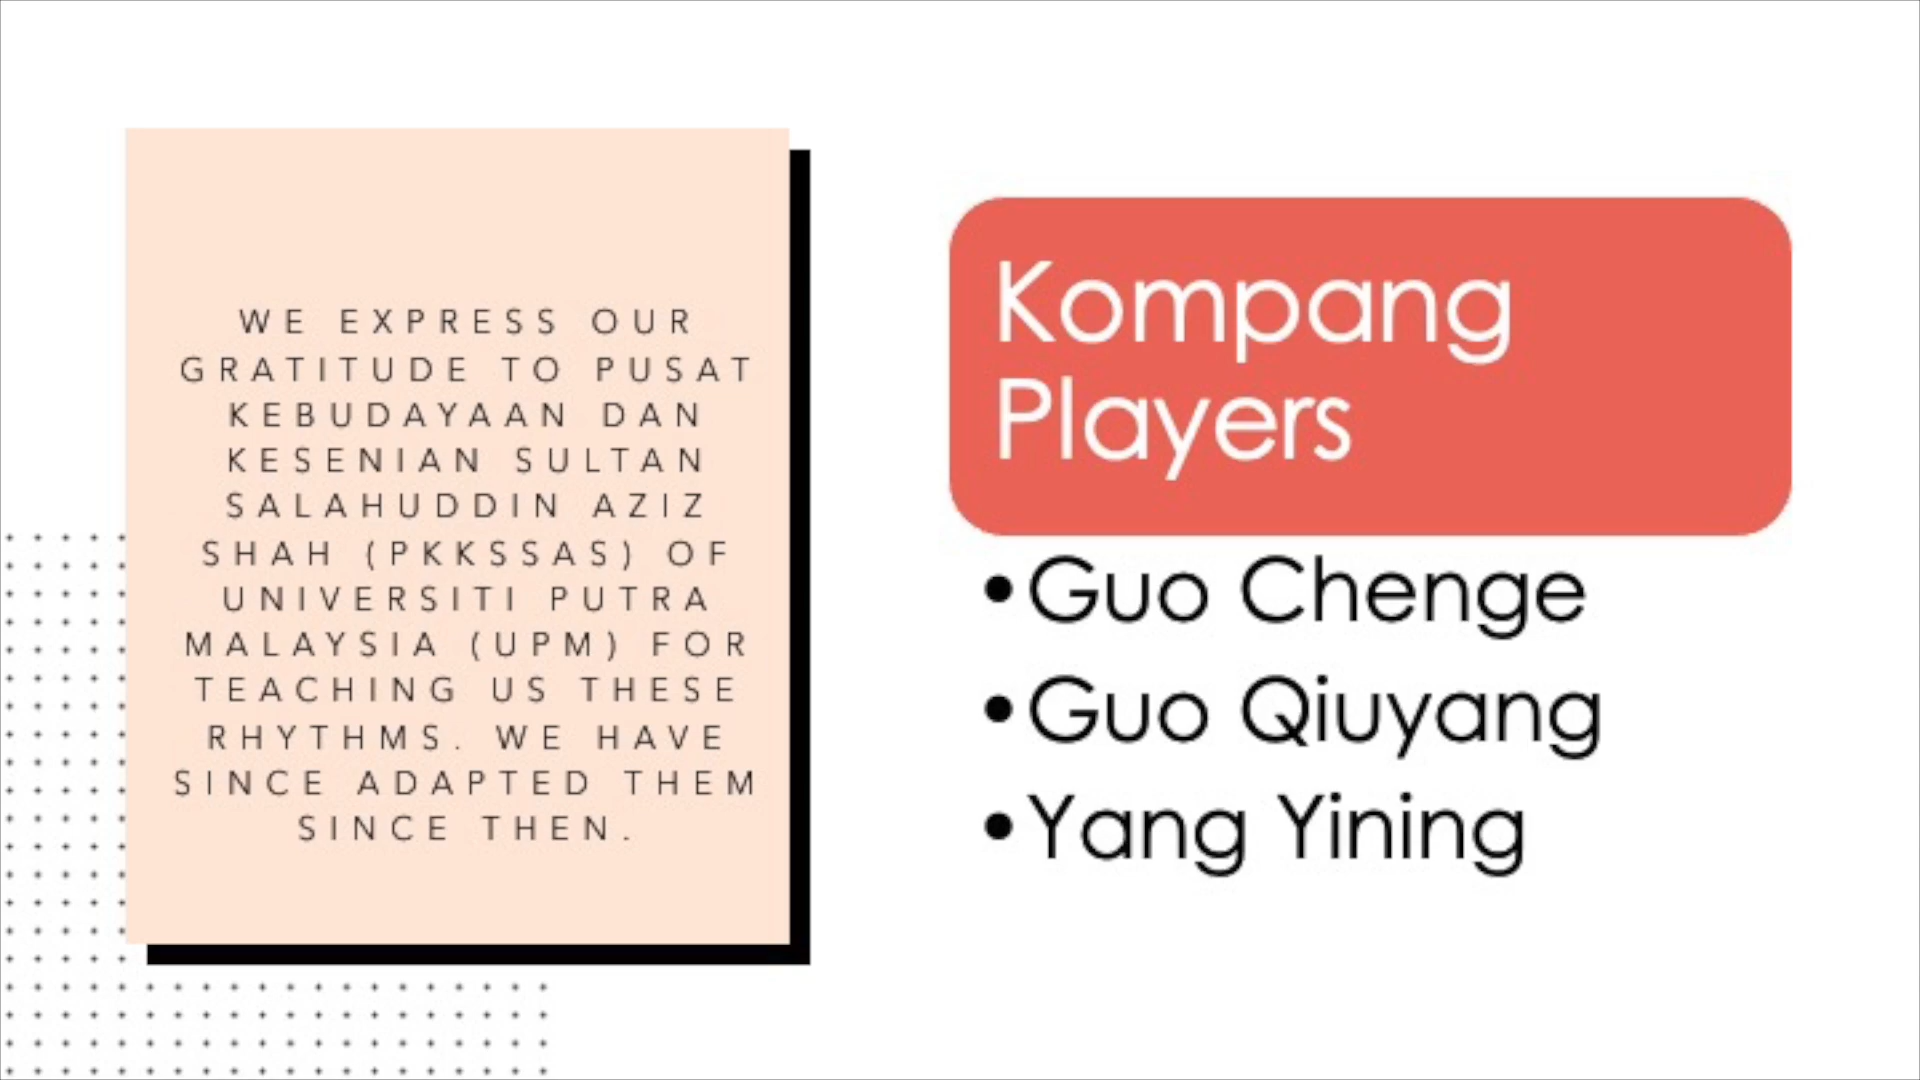 WE EXPRESS OUR
GRATITUDE TO PUSAT
KEBUDAYAAN DAN
KESENIAN SULTAN
SALAHUDDIN AZIZ
SHAH (PKKSSAS) OF
UNIVERSITI PUTRA
MALAYSIA (UPM) FOR
TEACHING US THESE
RHYTHMS. WE HAVE
SINCE ADAPTED THEM
SINCE THEN.
Kompang
Players
•Guo Chenge
•Guo Qiuyang
•Yang Yining